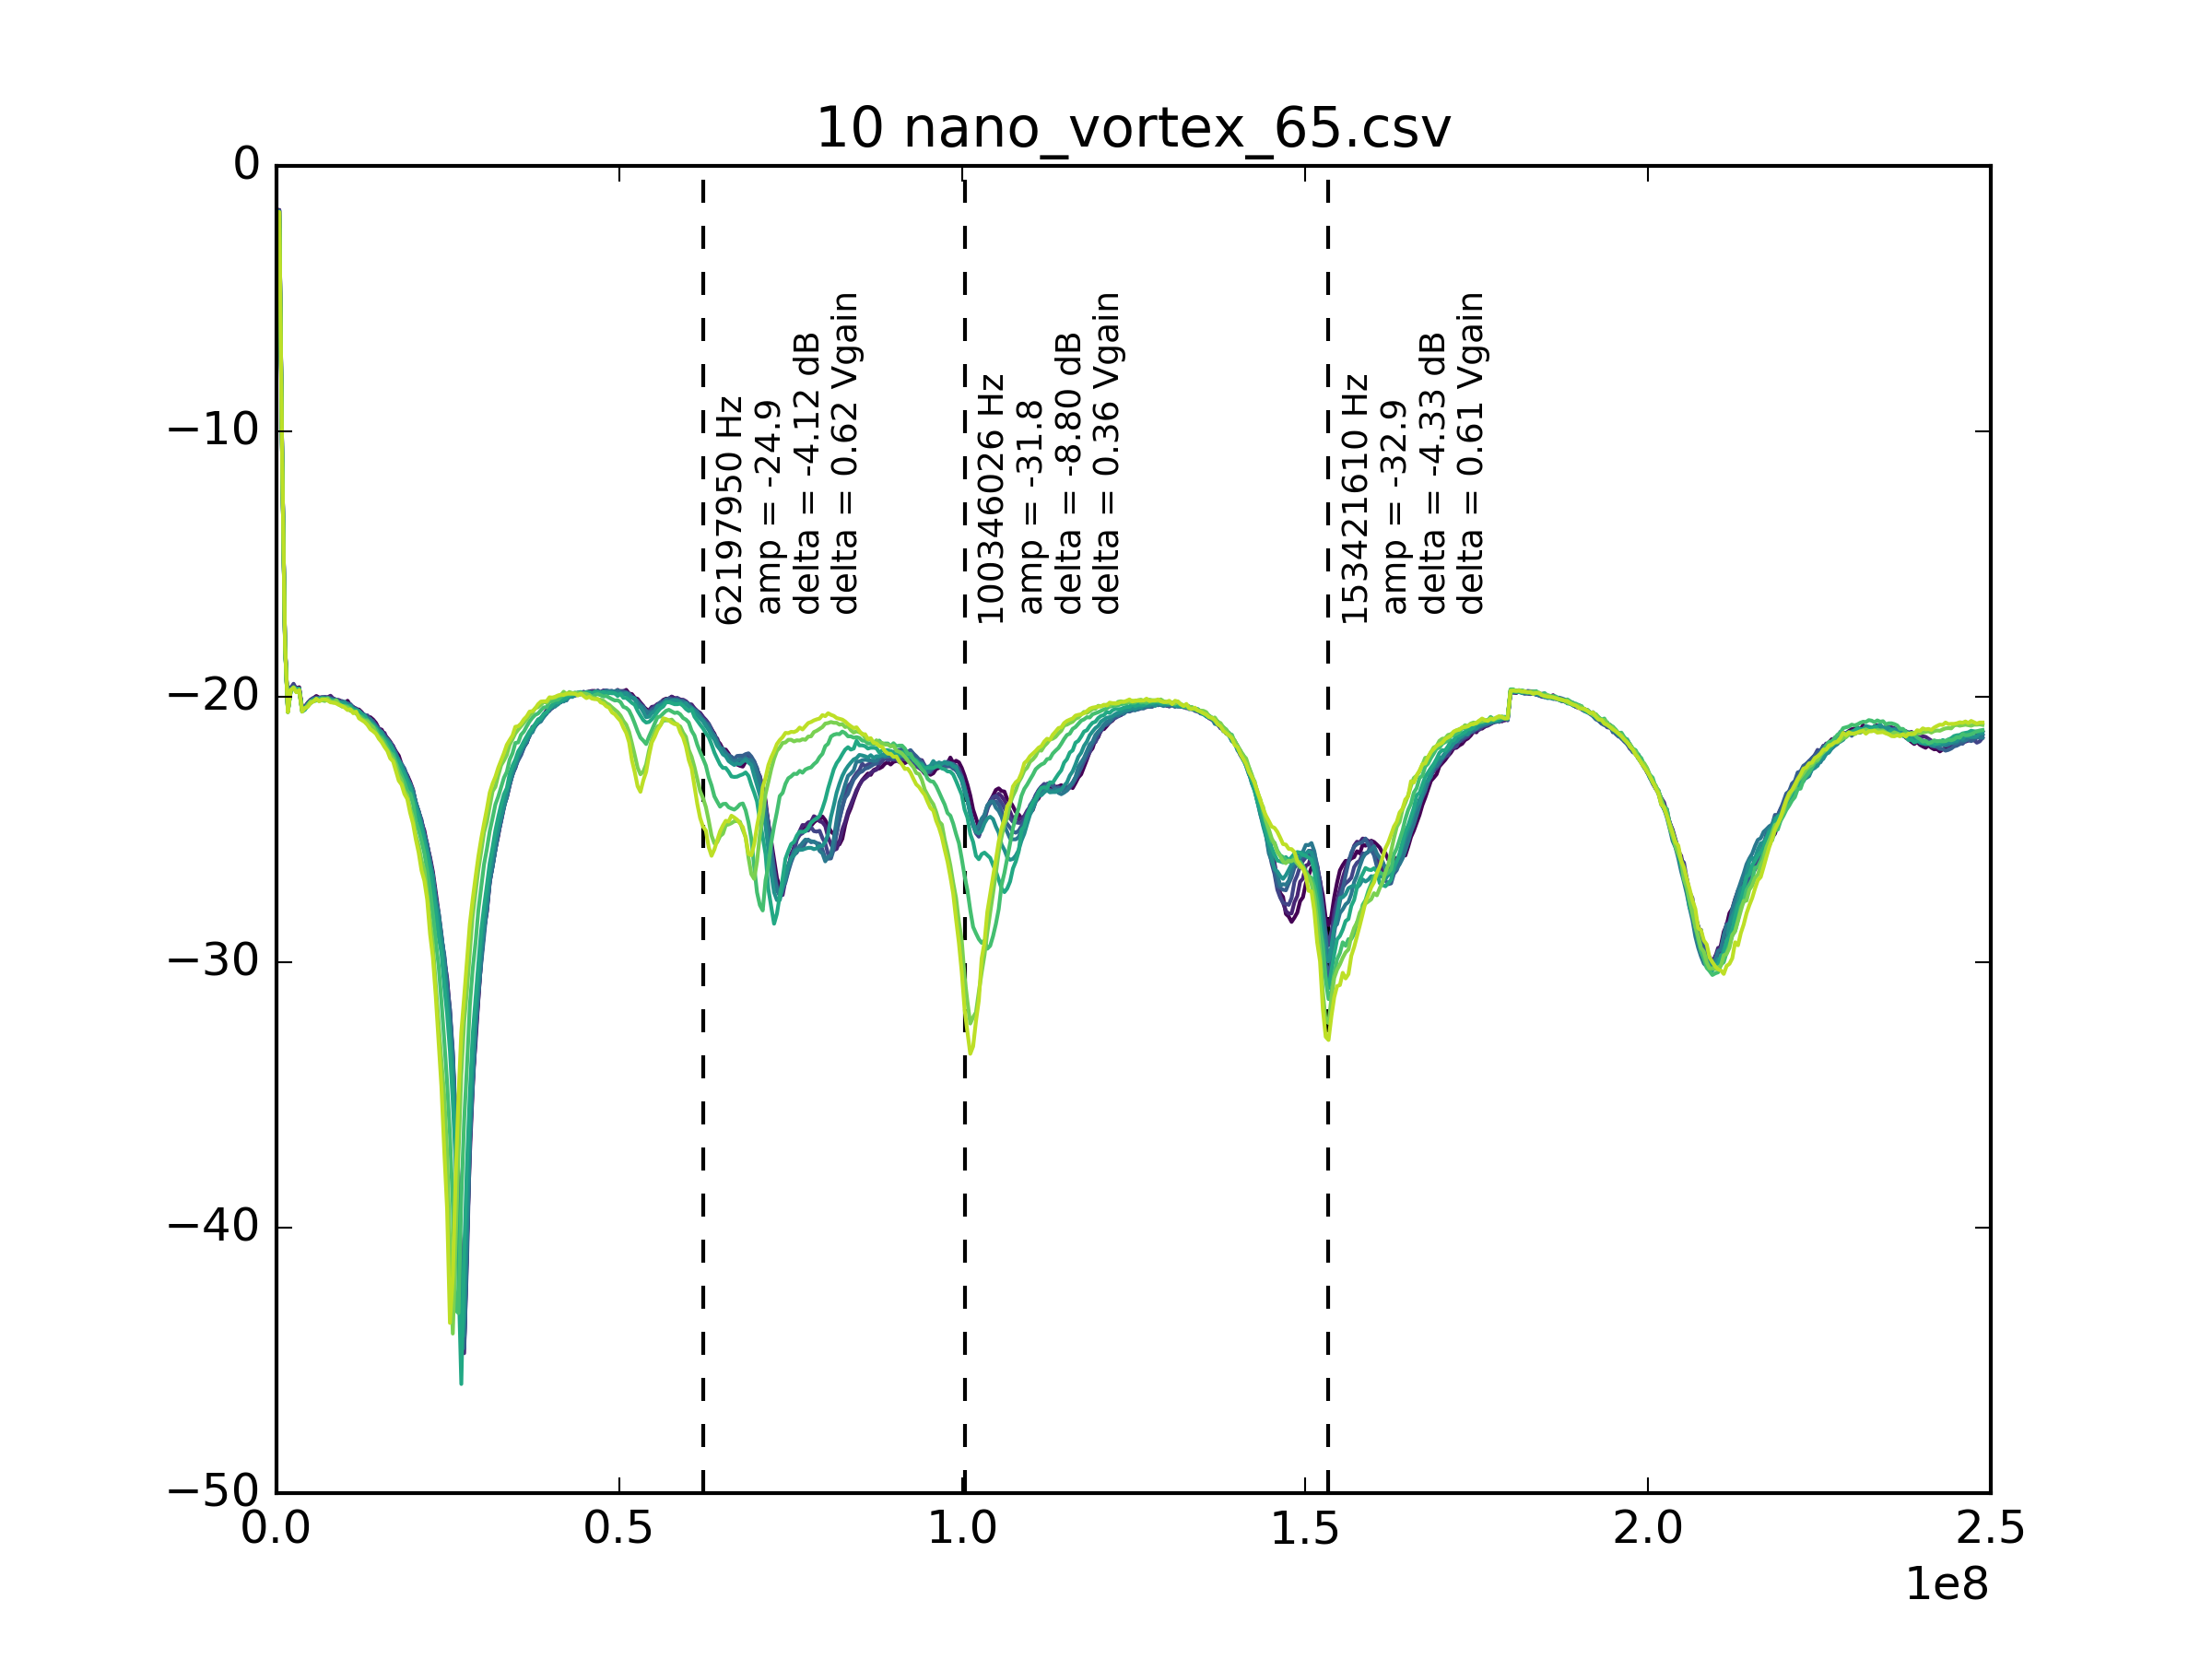 10 nano_vortex_65.csv
0
−10
−20
−30
−40
−50
62197950 Hz
amp = -24.9
delta = -4.12 dB
delta = 0.62 Vgain
100346026 Hz
amp = -31.8
delta = -8.80 dB
delta = 0.36 Vgain
153421610 Hz
amp = -32.9
delta = -4.33 dB
delta = 0.61 Vgain
0.0 0.5 1.0 1.5 2.0 2.5
1e8